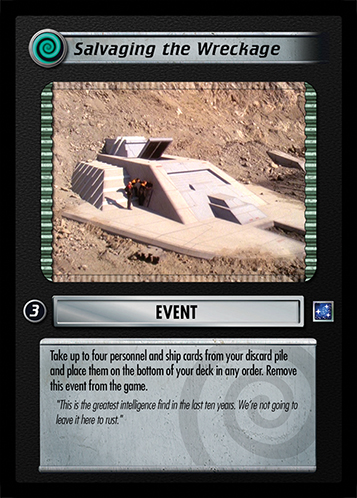 Salvaging the Wreckage
3
EVENT
Take up to four personnel and ship cards from your discard pile
and place them on the bottom of your deck in any order. Remove
this event from the game.
"This is the greatest intelligence find in the last ten years. We're not going to
leave it here to rust."